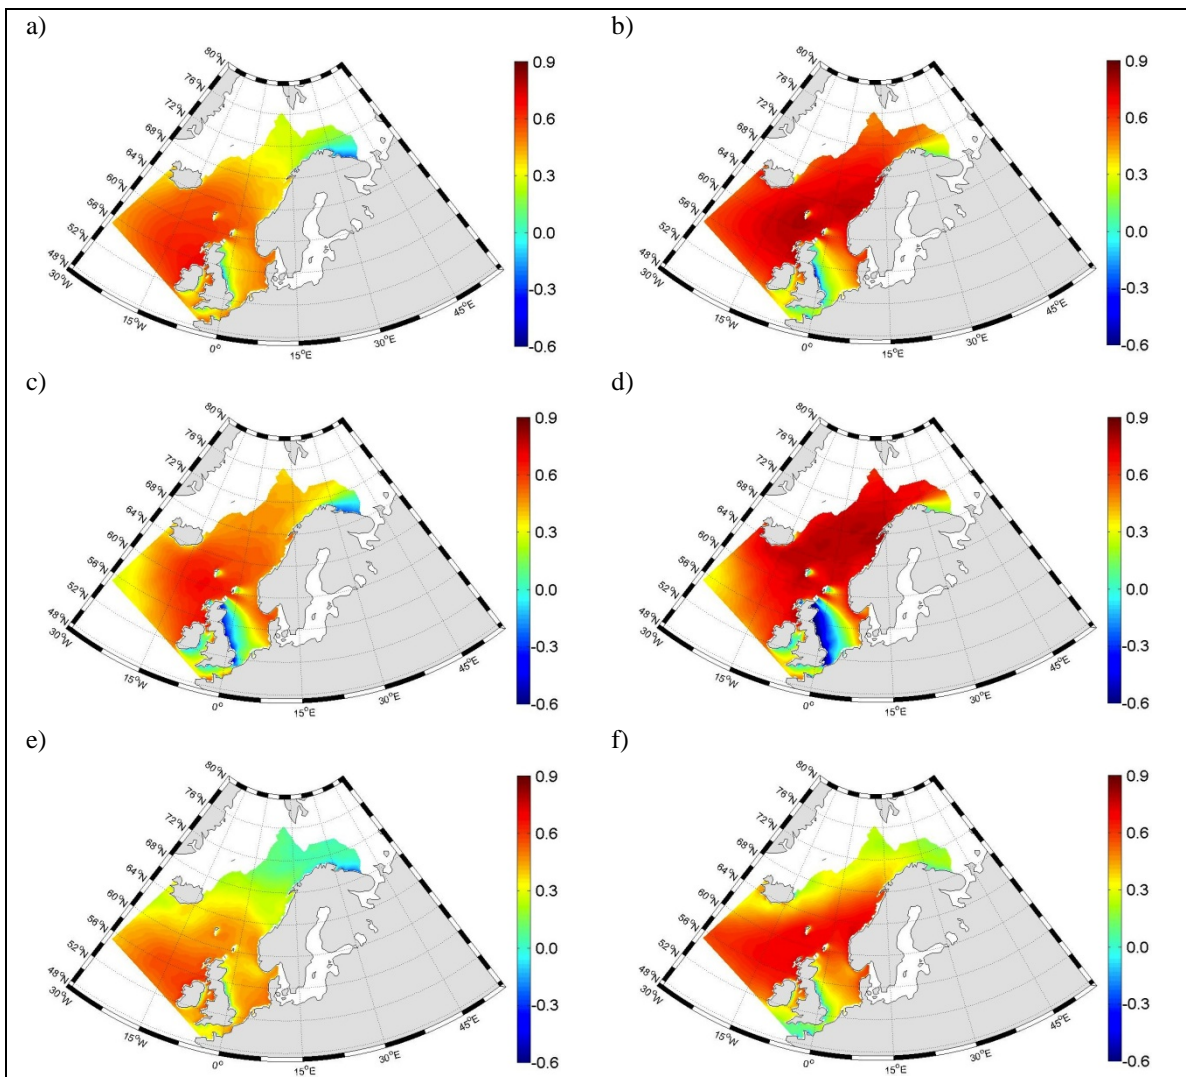 a) b)
80°N 0.9 80°N 0.9
76°N 76°N
72°N 72°N
68°N 0.6 68°N 0.6
64°N 64°N
60°N 0.3 60°N 0.3
56°N 56°N
52°N 0.0 52°N 0.0
48°N 48°N
30°W -0.3 30°W -0.3
15°W 45°E 15°W 45°E
0° 15°E 30°E -0.6 0° 15°E 30°E -0.6
c) d)
80°N 0.9 80°N 0.9
76°N 76°N
72°N 72°N
68°N 0.6 68°N 0.6
64°N 64°N
60°N 0.3 60°N 0.3
56°N 56°N
52°N 0.0 52°N 0.0
48°N 48°N
30°W -0.3 30°W -0.3
15°W 45°E 15°W 45°E
0° 15°E 30°E -0.6 0° 15°E 30°E -0.6
e) f)
80°N 0.9 80°N 0.9
76°N 76°N
72°N 72°N
68°N 0.6 68°N 0.6
64°N 64°N
60°N 0.3 60°N 0.3
56°N 56°N
52°N 0.0 52°N 0.0
48°N 48°N
30°W -0.3 30°W -0.3
15°W 45°E 15°W 45°E
0° 15°E 30°E -0.6 0° 15°E 30°E -0.6